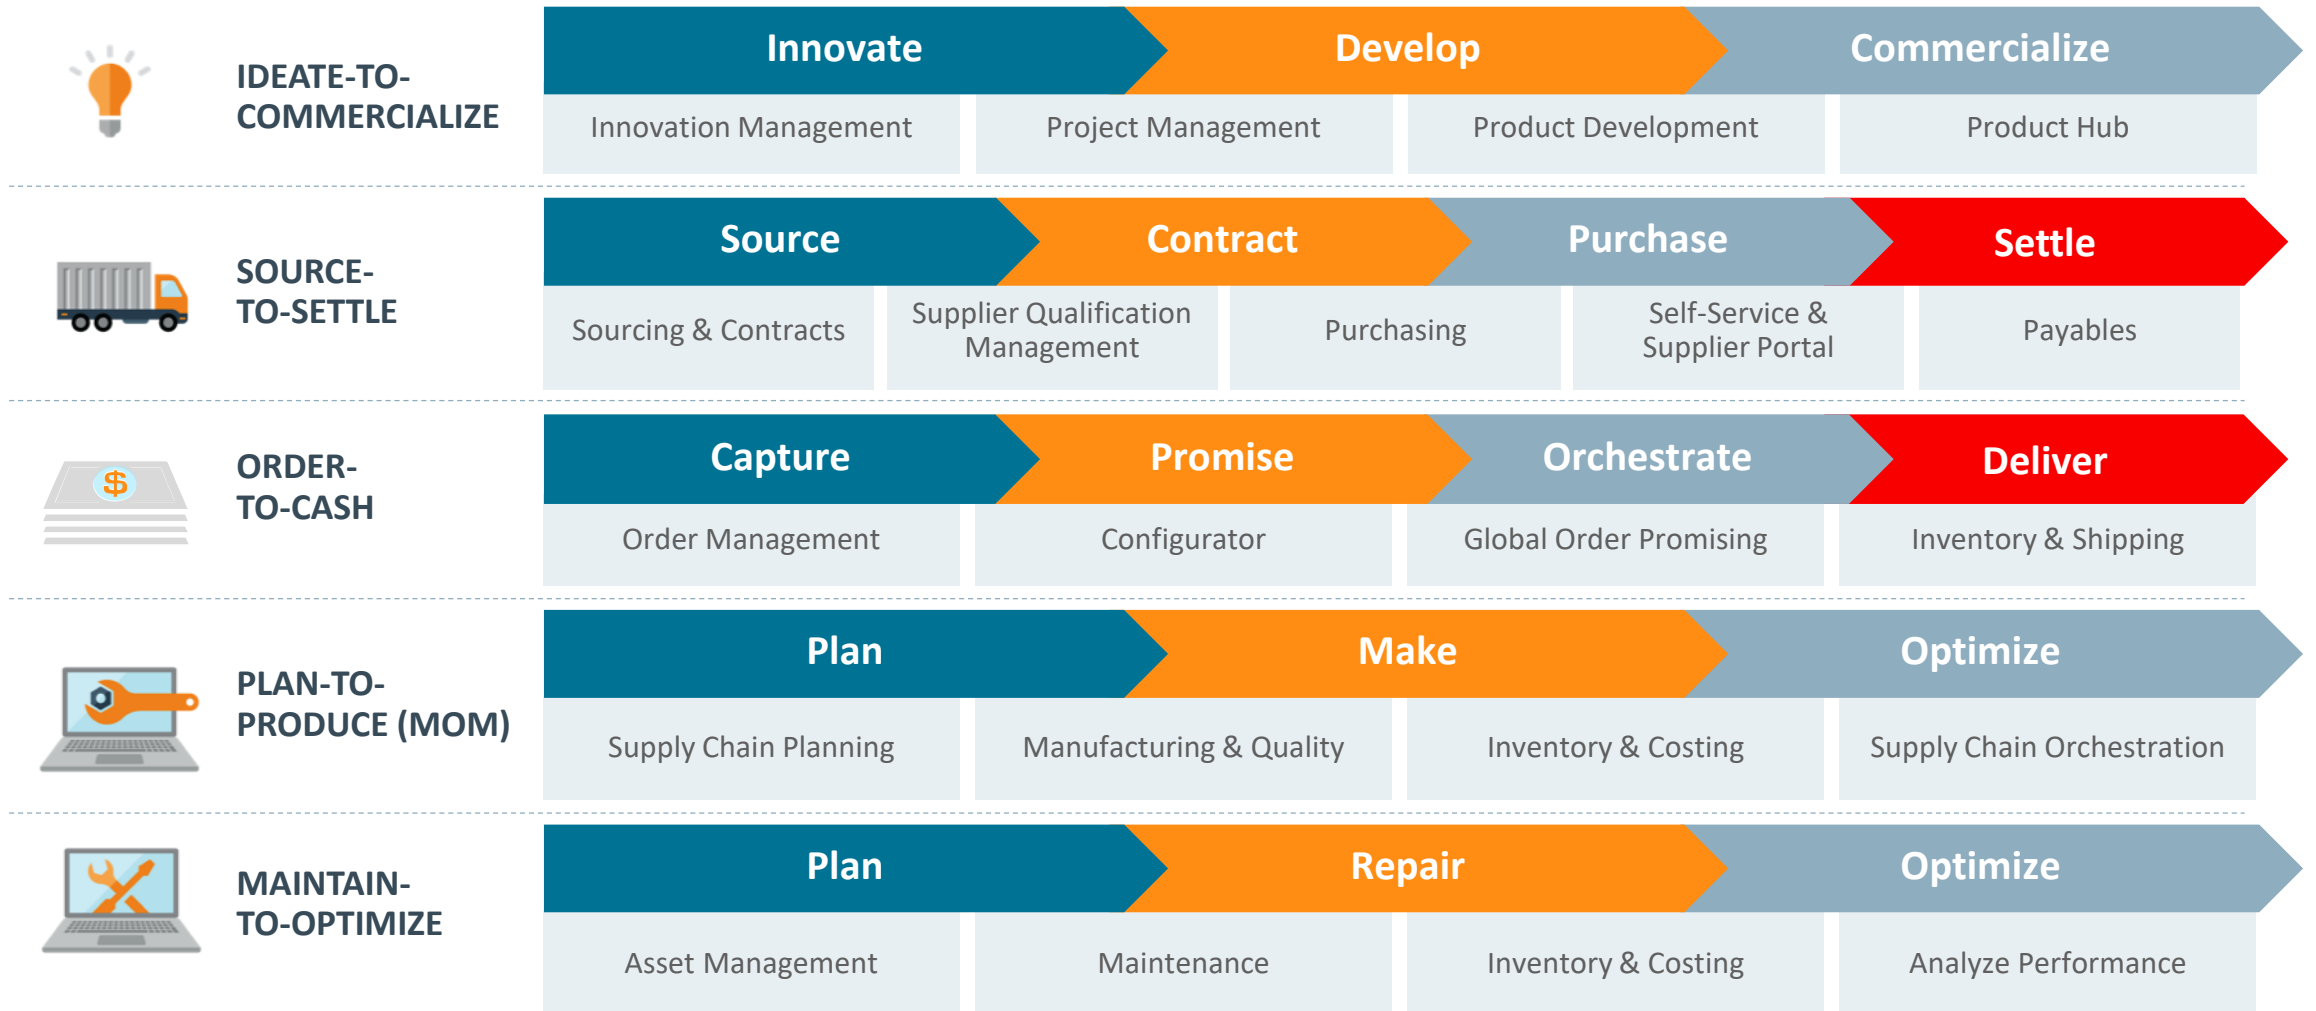 IDEATE-TO-
COMMERCIALIZE
Innovate
Develop
Commercialize
Innovation Management
Project Management
Product Development
Product Hub
SOURCE-
TO-SETTLE
Source
Contract
Purchase
Settle
Sourcing & Contracts
Supplier Qualification
Management
Purchasing
Self-Service &
Supplier Portal
Payables
$
ORDER-
TO-CASH
Capture
Promise
Orchestrate
Deliver
Order Management
Configurator
Global Order Promising
Inventory & Shipping
PLAN-TO-
PRODUCE (MOM)
Plan
Make
Optimize
Supply Chain Planning
Manufacturing & Quality
Inventory & Costing
Supply Chain Orchestration
MAINTAIN-
TO-OPTIMIZE
Plan
Repair
Optimize
Asset Management
Maintenance
Inventory & Costing
Analyze Performance